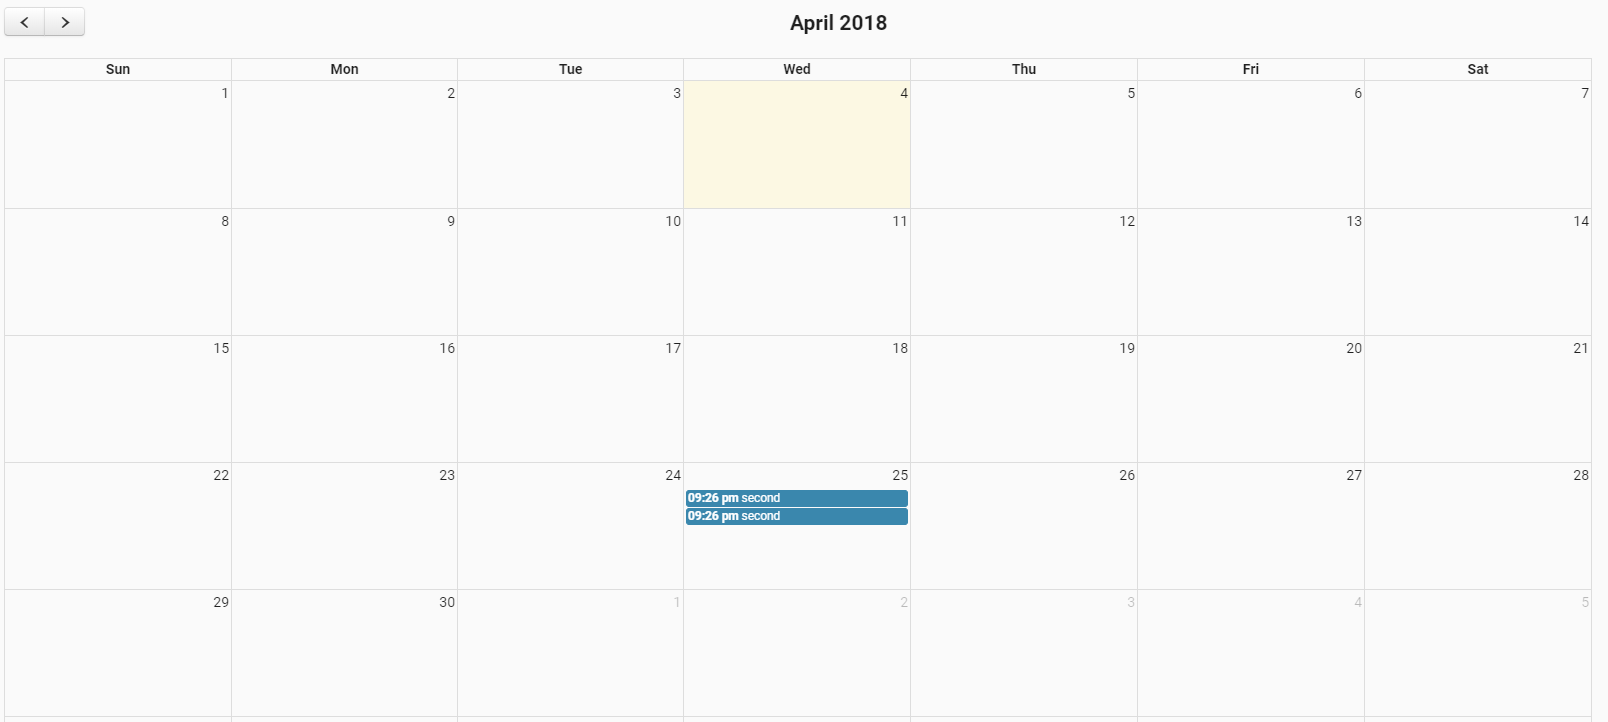 April 2018
Sun Mon Tue Wed Thu Fri Sat
1 2 3 4 5 6 7
8 9 10 11 12 13 14
15 16 17 18 19 20 21
22 23 24 25 26 27 28
09:26 pm second
09:26 pm second
29 30 1 2 3 4 5